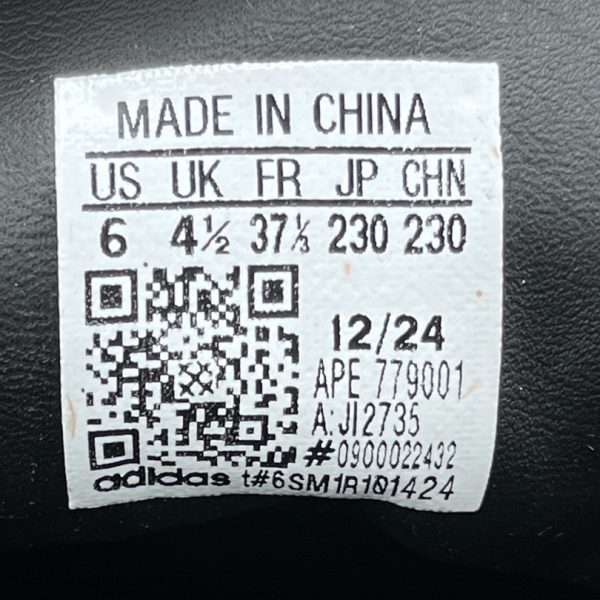 MADE IN CHINA
US UK FR JP CHN
6 4½ 37⅓ 230 230
12/24
APE 779001
A: JI2735
#0900022432
adidas t#6SM1R101424